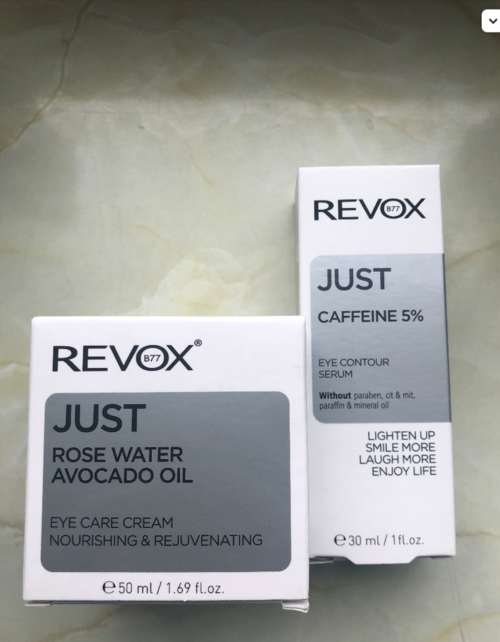 REVOX B77®
JUST
ROSE WATER
AVOCADO OIL
EYE CARE CREAM
NOURISHING & REJUVENATING
℮ 50 ml / 1.69 fl.oz.
REVOX B77
JUST
CAFFEINE 5%
EYE CONTOUR
SERUM
Without paraben, cit & mit,
paraffin & mineral oil
LIGHTEN UP
SMILE MORE
LAUGH MORE
ENJOY LIFE
℮ 30 ml / 1fl.oz.